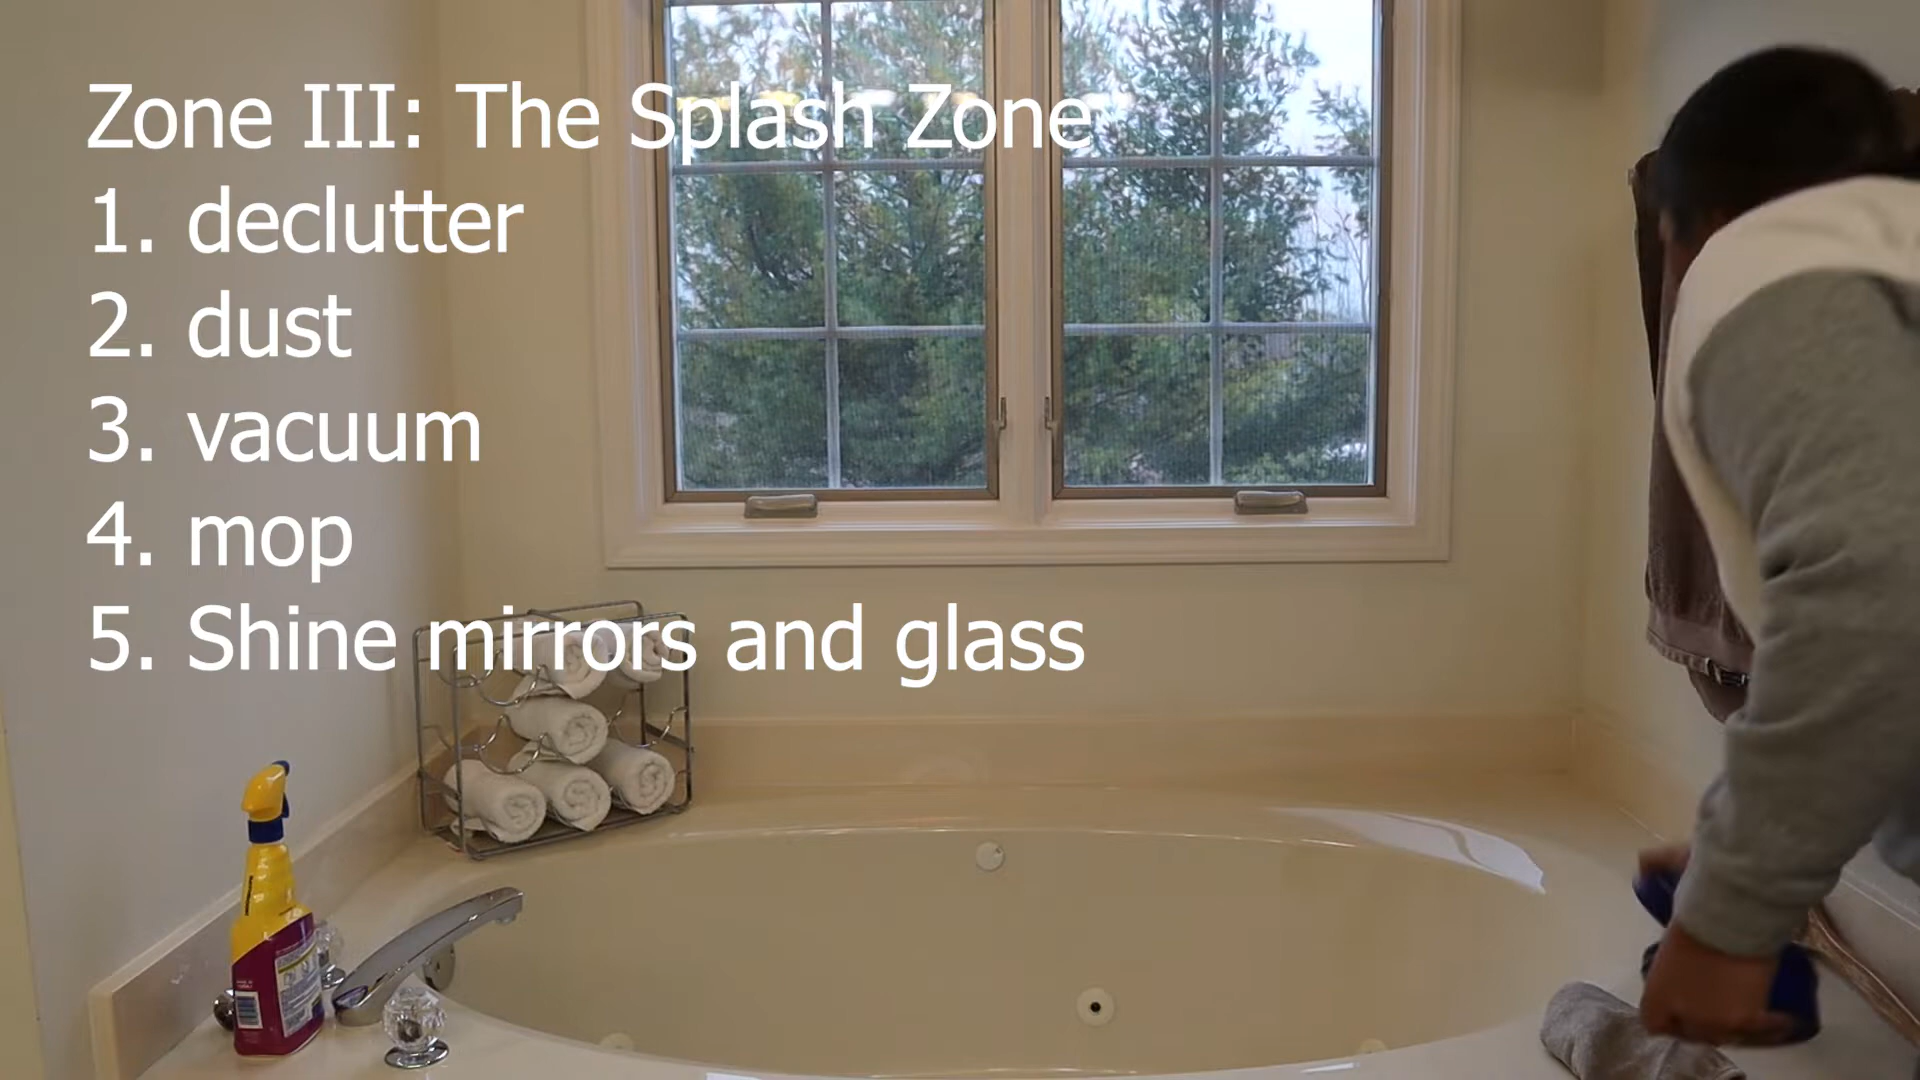 Zone III: The Splash Zone
1. declutter
2. dust
3. vacuum
4. mop
5. Shine mirrors and glass